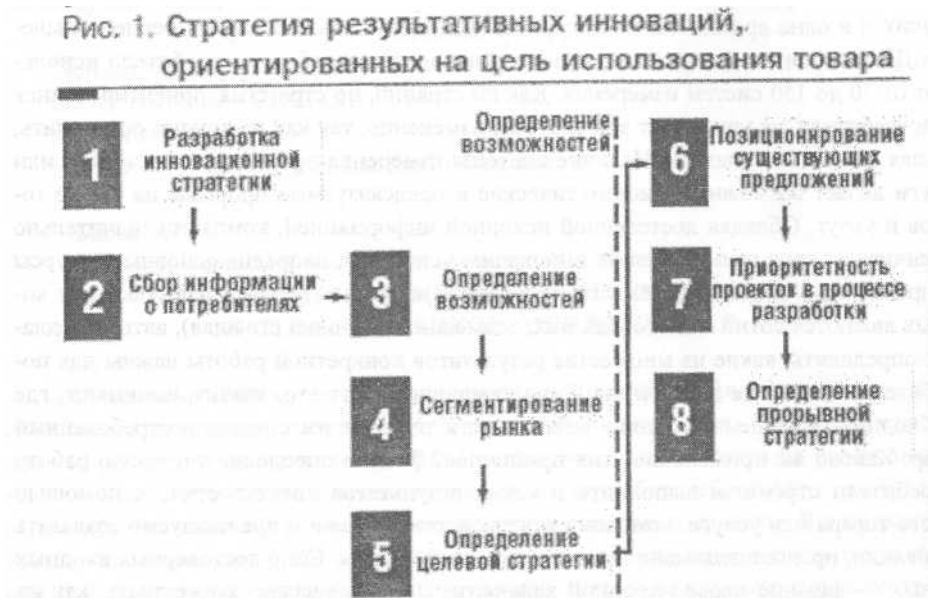 Рис. 1. Стратегия результативных инноваций,
ориентированных на цель использования товара
1
Разработка
инновационной
стратегии
2
Сбор информации
о потребителях
3
Определение
возможностей
4
Сегментирование
рынка
5
Определение
целевой стратегии
Определение
возможностей
6
Позиционирование
существующих
предложений
7
Приоритетность
проектов в процессе
разработки
8
Определение
прорывной
стратегии